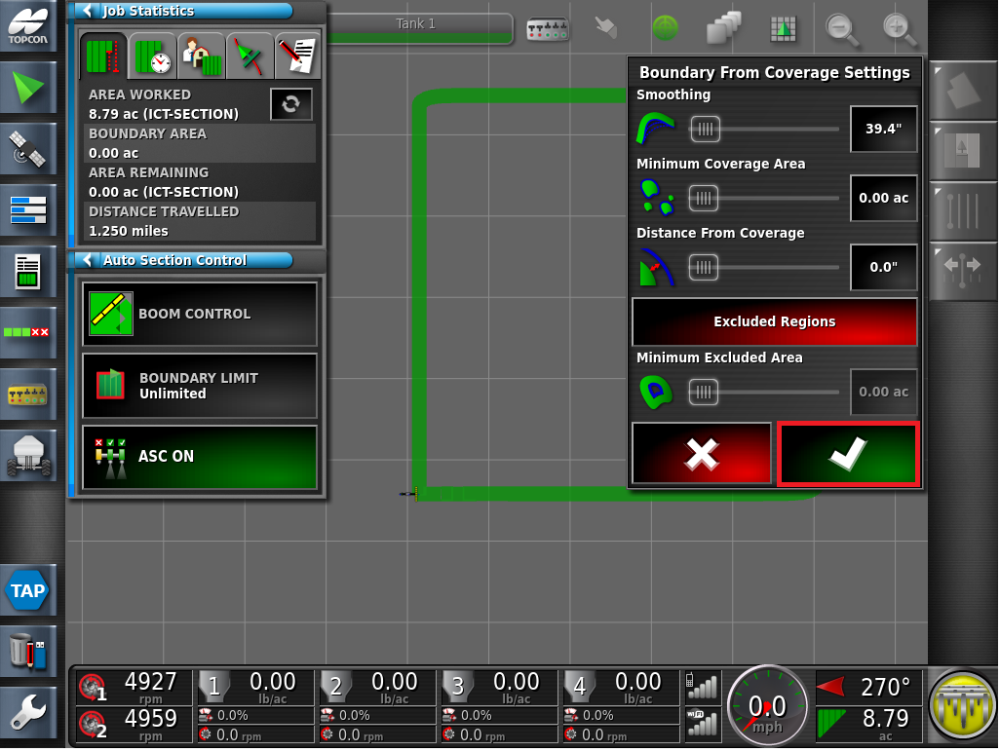 TOPCON
Job Statistics
Tank 1
AREA WORKED
8.79 ac (ICT-SECTION)
BOUNDARY AREA
0.00 ac
AREA REMAINING
0.00 ac (ICT-SECTION)
DISTANCE TRAVELLED
1.250 miles
Auto Section Control
BOOM CONTROL
BOUNDARY LIMIT
Unlimited
ASC ON
Boundary From Coverage Settings
Smoothing
39.4"
Minimum Coverage Area
0.00 ac
Distance From Coverage
0.0"
Excluded Regions
Minimum Excluded Area
0.00 ac
TAP
1
4927
rpm
2
4959
rpm
1
0.00
lb/ac
0.0%
0.0 rpm
2
0.00
lb/ac
0.0%
0.0 rpm
3
0.00
lb/ac
0.0%
0.0 rpm
4
0.00
lb/ac
0.0%
0.0 rpm
WiFi
0.0
mph
270°
8.79
ac